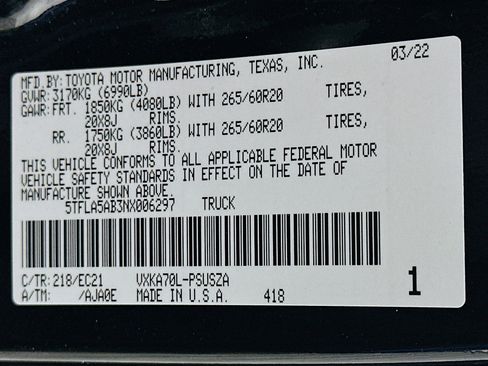 MFD.BY:TOYOTA MOTOR MANUFACTURING, TEXAS, INC. 03/22
GVWR:3170KG (6990LB)
GAWR:FRT. 1850KG (4080LB) WITH 265/60R20 TIRES,
20X8J RIMS.
RR. 1750KG (3860LB) WITH 265/60R20 TIRES,
20X8J RIMS.
THIS VEHICLE CONFORMS TO ALL APPLICABLE FEDERAL MOTOR
VEHICLE SAFETY STANDARDS IN EFFECT ON THE DATE OF
MANUFACTURE SHOWN ABOVE.
5TFLA5AB3NX006297 TRUCK
C/TR:218/EC21 VXKA70L-PSUSZA
A/TM: /AJA0E MADE IN U.S.A. 418 1